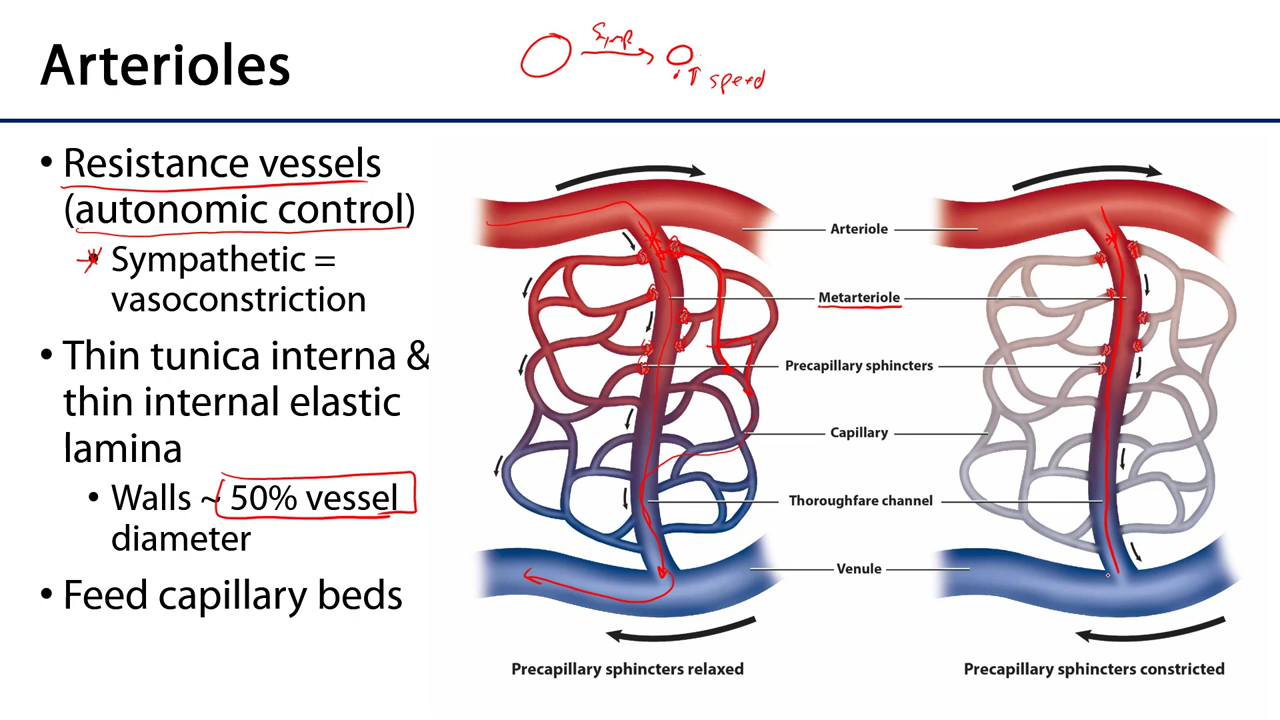 Arterioles
Symp
↑ speed
• Resistance vessels
(autonomic control)
• Sympathetic =
vasoconstriction
• Thin tunica interna &
thin internal elastic
lamina
• Walls ~ 50% vessel
diameter
• Feed capillary beds
Arteriole
Metarteriole
Precapillary sphincters
Capillary
Thoroughfare channel
Venule
Precapillary sphincters relaxed
Precapillary sphincters constricted